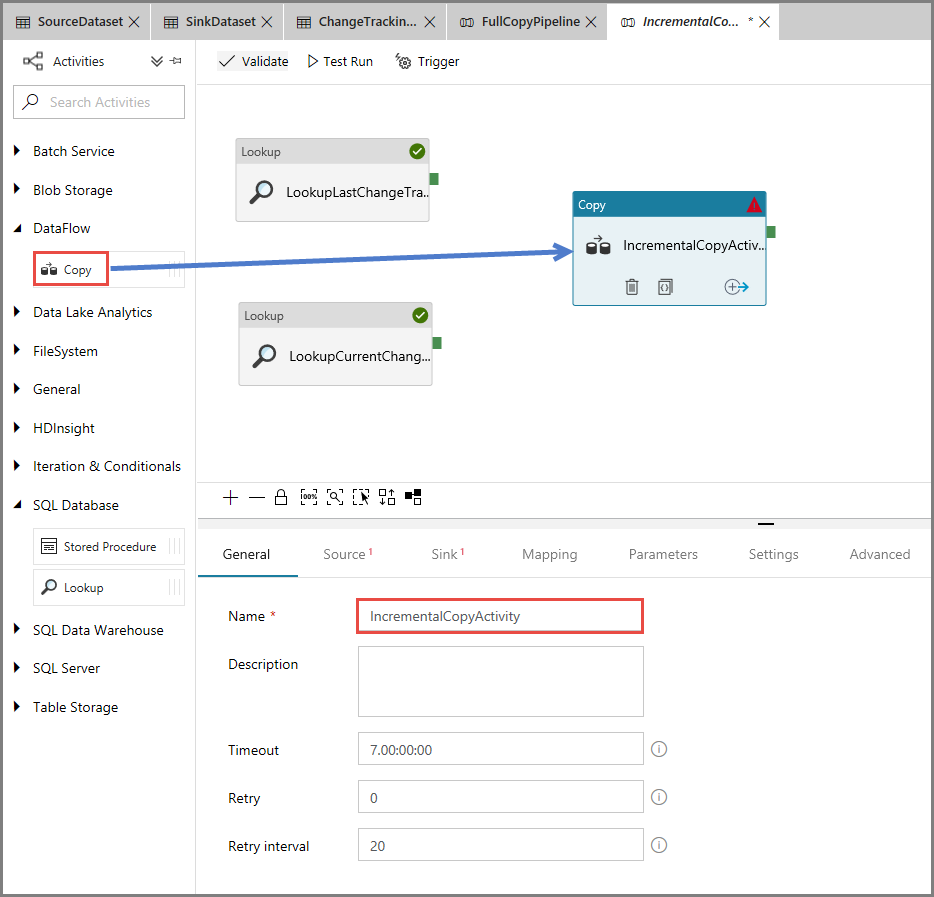 SourceDataset
SinkDataset
ChangeTrackin...
FullCopyPipeline
IncrementalCo... *
Activities
Validate
Test Run
Trigger
Search Activities
Batch Service
Blob Storage
DataFlow
Copy
Data Lake Analytics
FileSystem
General
HDInsight
Iteration & Conditionals
SQL Database
Stored Procedure
Lookup
SQL Data Warehouse
SQL Server
Table Storage
Lookup
LookupLastChangeTra..
Lookup
LookupCurrentChang...
Copy
IncrementalCopyActiv..
100%
General
Source 1
Sink 1
Mapping
Parameters
Settings
Advanced
Name * IncrementalCopyActivity
Description
Timeout 7.00:00:00
Retry 0
Retry interval 20